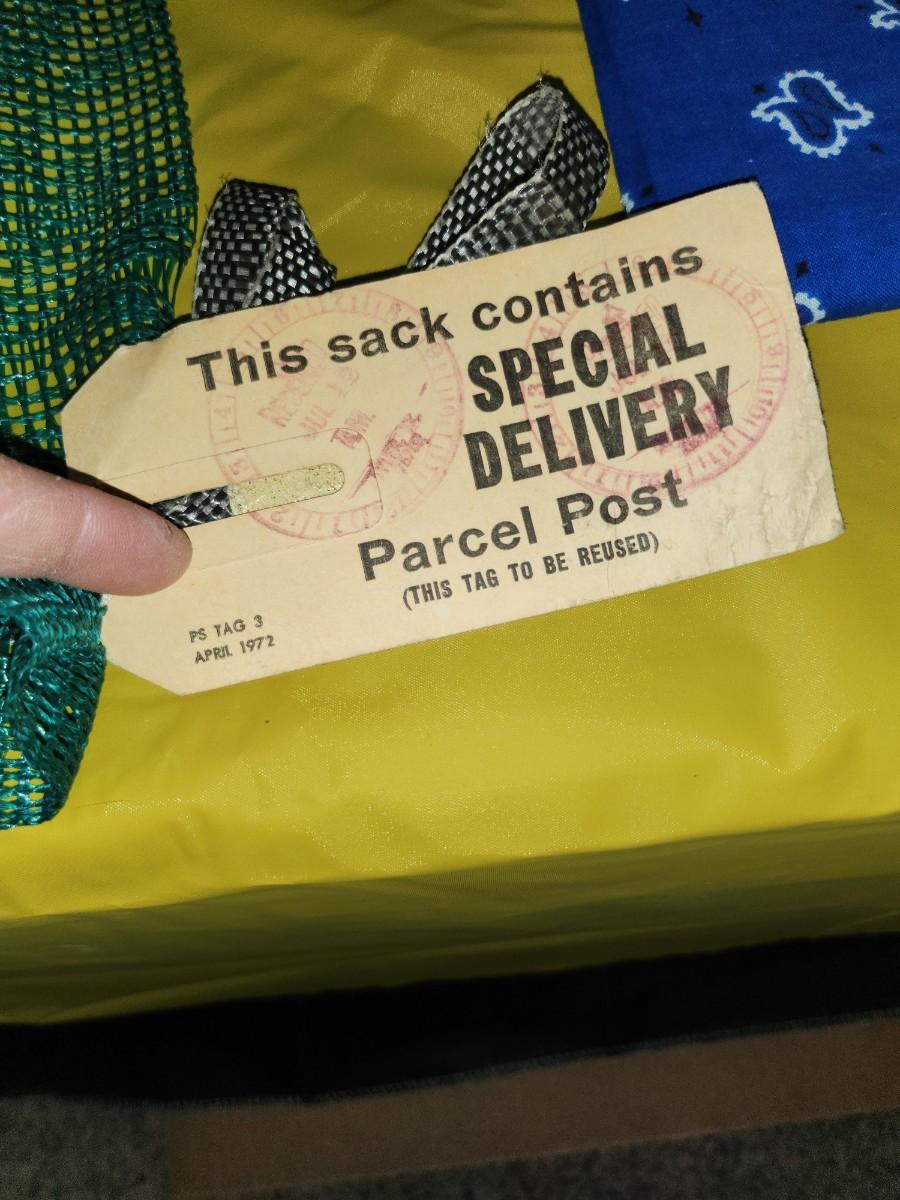 This sack contains
SPECIAL
DELIVERY
Parcel Post
(THIS TAG TO BE REUSED)
PS TAG 3
APRIL 1972